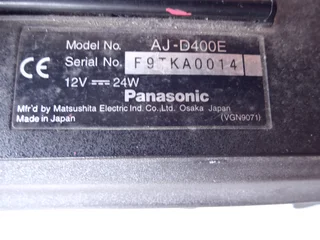 Model No. AJ-D400E
Serial No. F9TKA0014
CE
12V ⎓ 24W
Panasonic
Mfr'd by Matsushita Electric Ind. Co.,Ltd. Osaka Japan
Made in Japan (VGN9071)